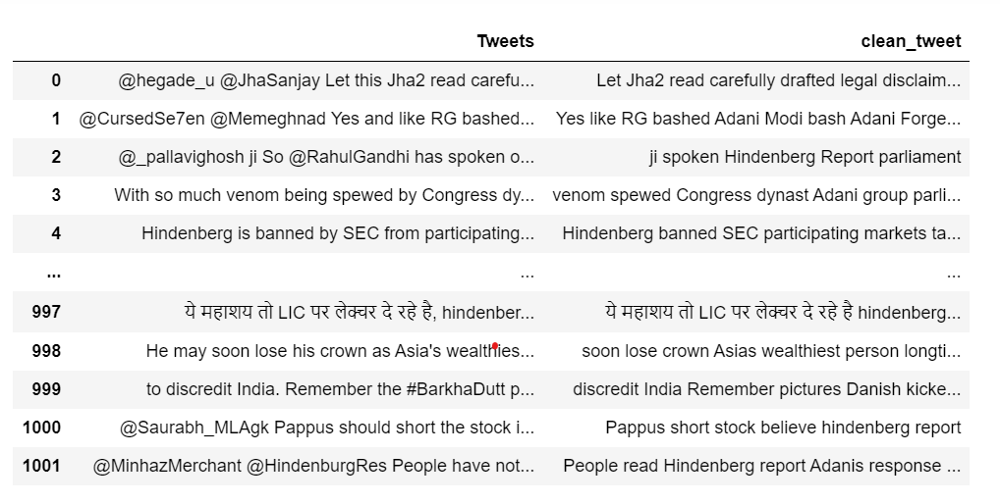 Tweets clean_tweet
0 @hegade_u @JhaSanjay Let this Jha2 read carefu... Let Jha2 read carefully drafted legal disclaim...
1 @CursedSe7en @Memeghnad Yes and like RG bashed... Yes like RG bashed Adani Modi bash Adani Forge...
2 @_pallavighosh ji So @RahulGandhi has spoken o... ji spoken Hindenberg Report parliament
3 With so much venom being spewed by Congress dy... venom spewed Congress dynast Adani group parli...
4 Hindenberg is banned by SEC from participating... Hindenberg banned SEC participating markets ta...
... ... ...
997 ये महाशय तो LIC पर लेक्चर दे रहे है, hindenber... ये महाशय तो LIC पर लेक्चर दे रहे है hindenberg...
998 He may soon lose his crown as Asia's wealthies... soon lose crown Asias wealthiest person longti...
999 to discredit India. Remember the #BarkhaDutt p... discredit India Remember pictures Danish kicke...
1000 @Saurabh_MLAgk Pappus should short the stock i... Pappus short stock believe hindenberg report
1001 @MinhazMerchant @HindenburgRes People have not... People read Hindenberg report Adanis response ...